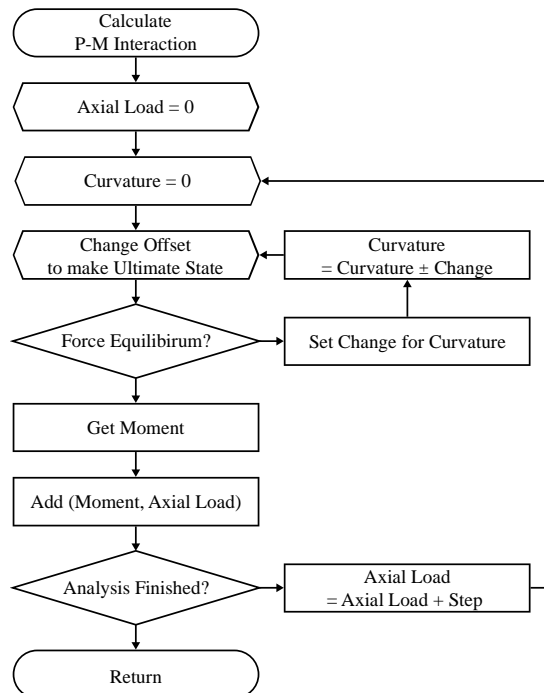 Calculate
P-M Interaction
Axial Load = 0
Curvature = 0
Change Offset
to make Ultimate State
Curvature
= Curvature ± Change
Force Equilibirum?
Set Change for Curvature
Get Moment
Add (Moment, Axial Load)
Analysis Finished?
Axial Load
= Axial Load + Step
Return